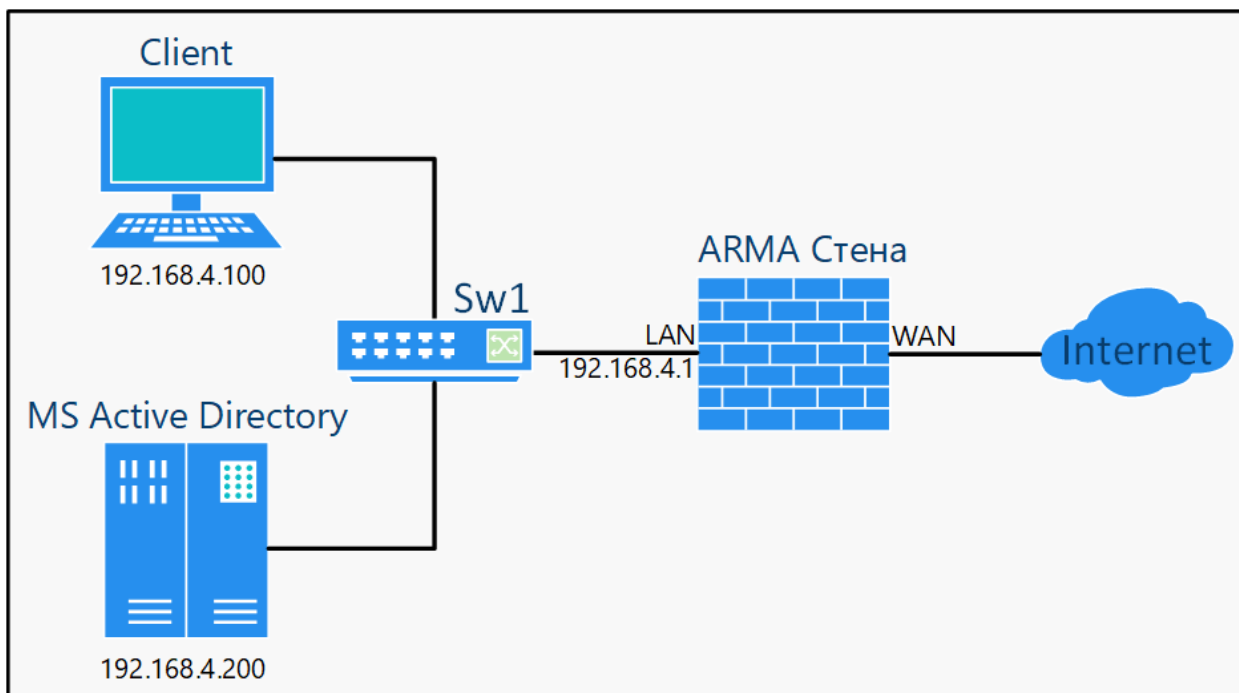 Client
192.168.4.100
Sw1
ARMA Стена
LAN
192.168.4.1
WAN
Internet
MS Active Directory
192.168.4.200